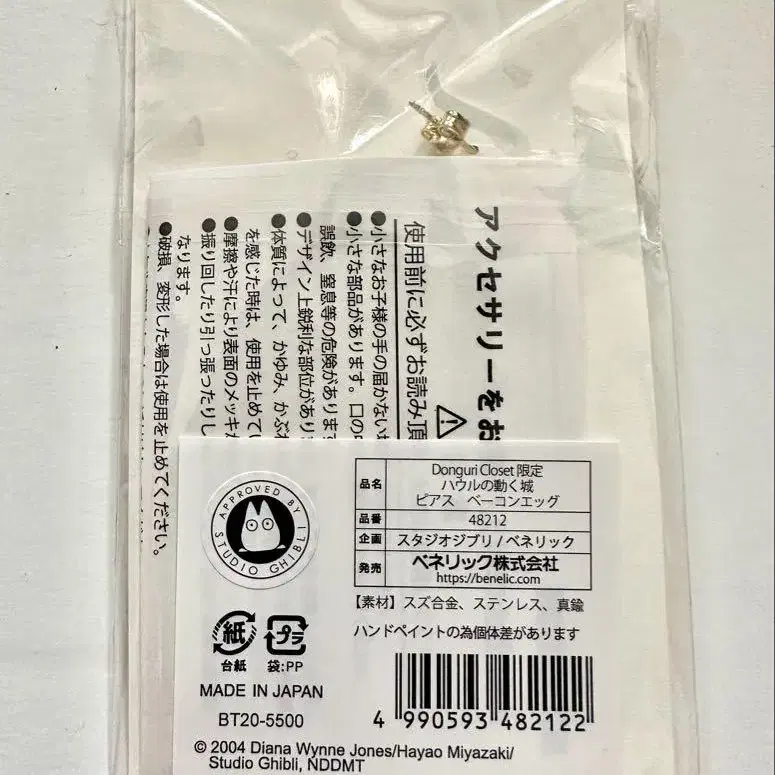 アクセサリーをお
使用前に必ずお読み頂
●小さなお子様の手の届かない
●小さな部品があります。口の
誤飲、窒息等の危険があります
●デザイン上鋭利な部位があり
●体質によって、かゆみ、かぶれ
を感じた時は、使用を止めてい
●摩擦や汗により表面のメッキが
●振り回したり引っ張ったりし
なります。
●破損、変形した場合は使用を止めてください。
APPROVED BY STUDIO GHIBLI
品名 Donguri Closet 限定
ハウルの動く城
ピアス ベーコンエッグ
品番 48212
企画 スタジオジブリ / ベネリック
発売 ベネリック株式会社
https://benelic.com
【素材】スズ合金、ステンレス、真鍮
ハンドペイントの為個体差があります
紙 プラ
台紙 袋:PP
MADE IN JAPAN
BT20-5500
4 990593 482122
© 2004 Diana Wynne Jones/Hayao Miyazaki/
Studio Ghibli, NDDMT